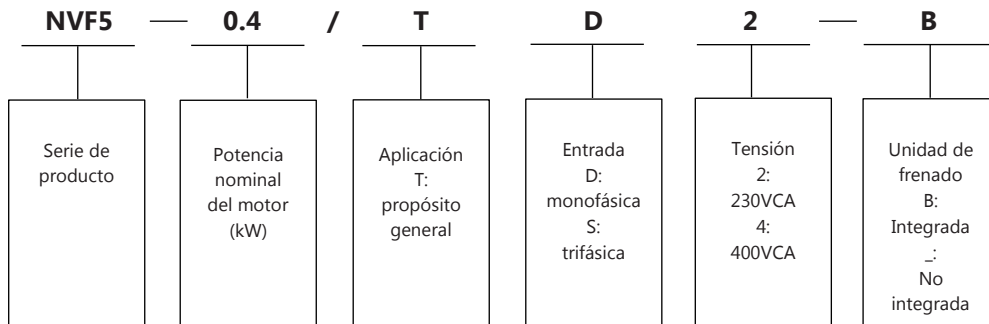 NVF5 — 0.4 / T D 2 — B
Serie de
producto
Potencia
nominal
del motor
(kW)
Aplicación
T:
propósito
general
Entrada
D:
monofásica
S:
trifásica
Tensión
2:
230VCA
4:
400VCA
Unidad de
frenado
B:
Integrada
_:
No
integrada